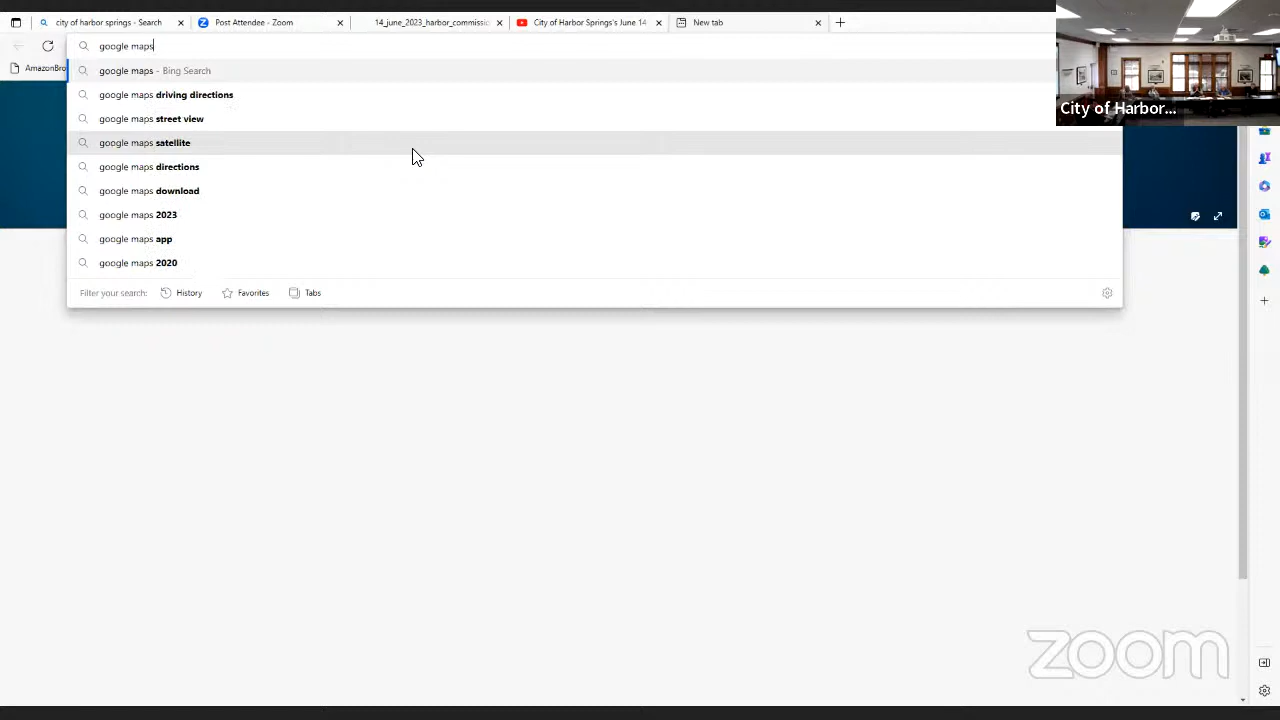 city of harbor springs - Search
Post Attendee - Zoom
14_june_2023_harbor_commissio
City of Harbor Springs's June 14
New tab
google maps
AmazonBro
google maps - Bing Search
google maps driving directions
google maps street view
google maps satellite
google maps directions
google maps download
google maps 2023
google maps app
google maps 2020
Filter your search:
History
Favorites
Tabs
City of Harbor...
zoom